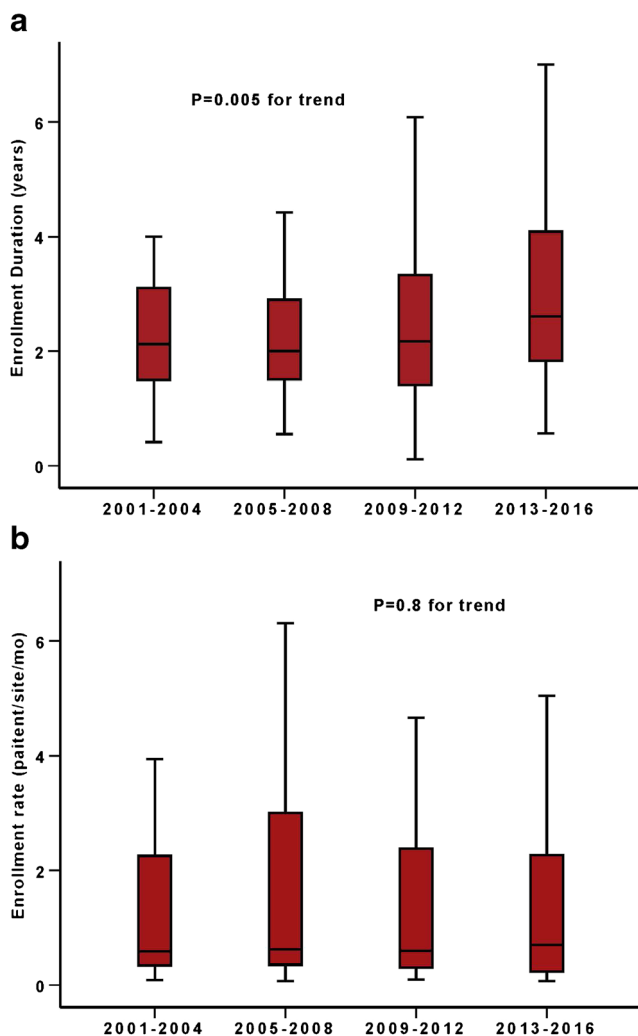 a
P=0.005 for trend
Enrollment Duration (years)
6
4
2
0
2001-2004 2005-2008 2009-2012 2013-2016
b
P=0.8 for trend
Enrollment rate (paitent/site/mo)
6
4
2
0
2001-2004 2005-2008 2009-2012 2013-2016